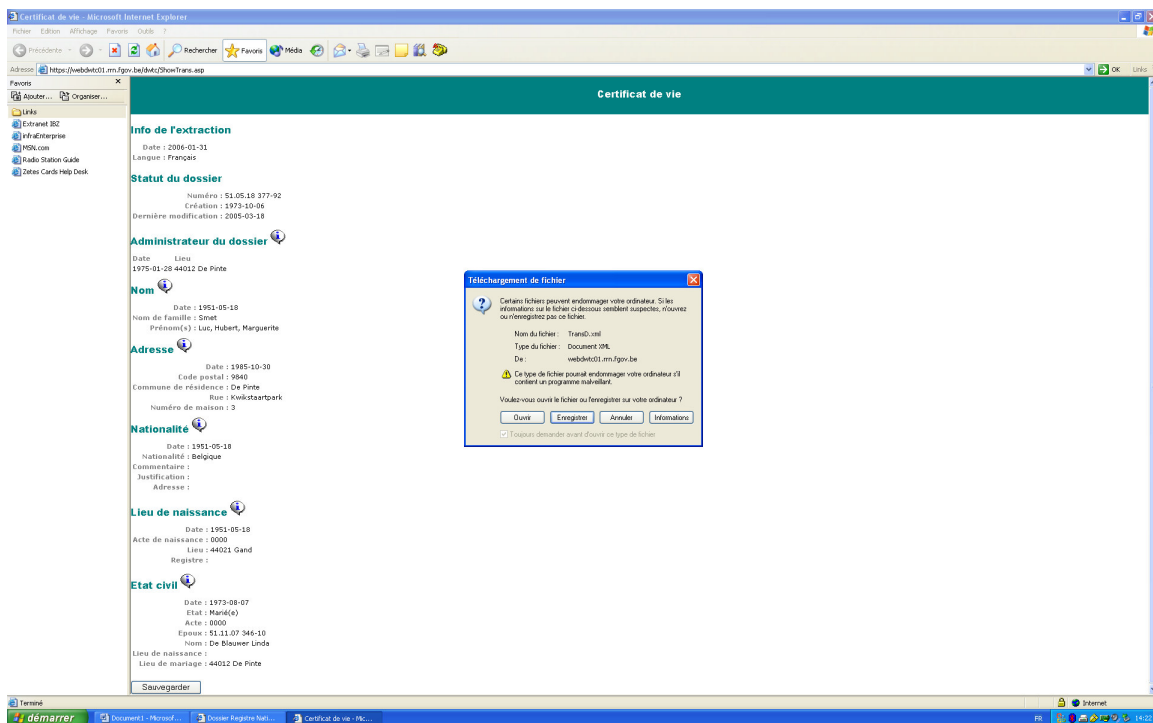 Certificat de vie - Microsoft Internet Explorer
Fichier Edition Affichage Favoris Outils ?
Précédente Rechercher Favoris Média
Adresse https://webdwtc01.rrn.fgov.be/dwtc/ShowTrans.asp OK Links
Favoris ×
Ajouter... Organiser...
Links
Extranet IBZ
infraEnterprise
MSN.com
Radio Station Guide
Zetes Cards Help Desk
Certificat de vie
Info de l'extraction
Date : 2006-01-31
Langue : Français
Statut du dossier
Numéro : 51.05.18 377-92
Création : 1973-10-06
Dernière modification : 2005-03-18
Administrateur du dossier
Date Lieu
1975-01-28 44012 De Pinte
Nom
Date : 1951-05-18
Nom de famille : Smet
Prénom(s) : Luc, Hubert, Marguerite
Adresse
Date : 1985-10-30
Code postal : 9840
Commune de résidence : De Pinte
Rue : Kwikstaartpark
Numéro de maison : 3
Nationalité
Date : 1951-05-18
Nationalité : Belgique
Commentaire :
Justification :
Adresse :
Lieu de naissance
Date : 1951-05-18
Acte de naissance : 0000
Lieu : 44021 Gand
Registre :
Etat civil
Date : 1973-08-07
Etat : Marié(e)
Acte : 0000
Epoux : 51.11.07 346-10
Nom : De Blauwer Linda
Lieu de naissance :
Lieu de mariage : 44012 De Pinte
Sauvegarder
Téléchargement de fichier
Certains fichiers peuvent endommager votre ordinateur. Si les
informations sur le fichier ci-dessous semblent suspectes, n'ouvrez
ou n'enregistrez pas ce fichier.
Nom du fichier : TransD.xml
Type du fichier : Document XML
De : webdwtc01.rrn.fgov.be
Ce type de fichier pourrait endommager votre ordinateur s'il
contient un programme malveillant.
Voulez-vous ouvrir le fichier ou l'enregistrer sur votre ordinateur ?
Ouvrir Enregistrer Annuler Informations
Toujours demander avant d'ouvrir ce type de fichier
Terminé Internet
démarrer Document1 - Microsof... Dossier Registre Nati... Certificat de vie - Mic... FR 14:22